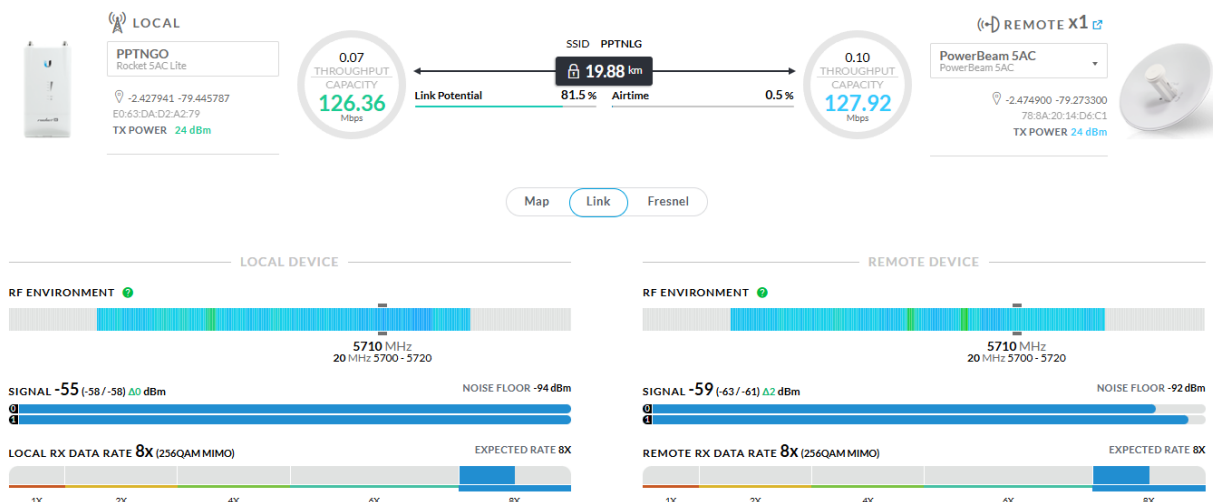 LOCAL
PPTNGO
Rocket 5AC Lite
-2.427941 -79.445787
E0:63:DA:D2:A2:79
TX POWER 24 dBm
0.07
THROUGHPUT
CAPACITY
126.36
Mbps
SSID PPTNLG
19.88 km
Link Potential 81.5 % Airtime 0.5 %
0.10
THROUGHPUT
CAPACITY
127.92
Mbps
REMOTE X1
PowerBeam 5AC
PowerBeam 5AC
-2.474900 -79.273300
78:8A:20:14:D6:C1
TX POWER 24 dBm
Map Link Fresnel
LOCAL DEVICE
RF ENVIRONMENT ?
5710 MHz
20 MHz 5700 - 5720
SIGNAL -55 (-58 / -58) Δ0 dBm NOISE FLOOR -94 dBm
0
1
LOCAL RX DATA RATE 8X (256QAM MIMO) EXPECTED RATE 8X
1X 2X 4X 6X 8X
REMOTE DEVICE
RF ENVIRONMENT ?
5710 MHz
20 MHz 5700 - 5720
SIGNAL -59 (-63 / -61) Δ2 dBm NOISE FLOOR -92 dBm
0
1
REMOTE RX DATA RATE 8X (256QAM MIMO) EXPECTED RATE 8X
1X 2X 4X 6X 8X